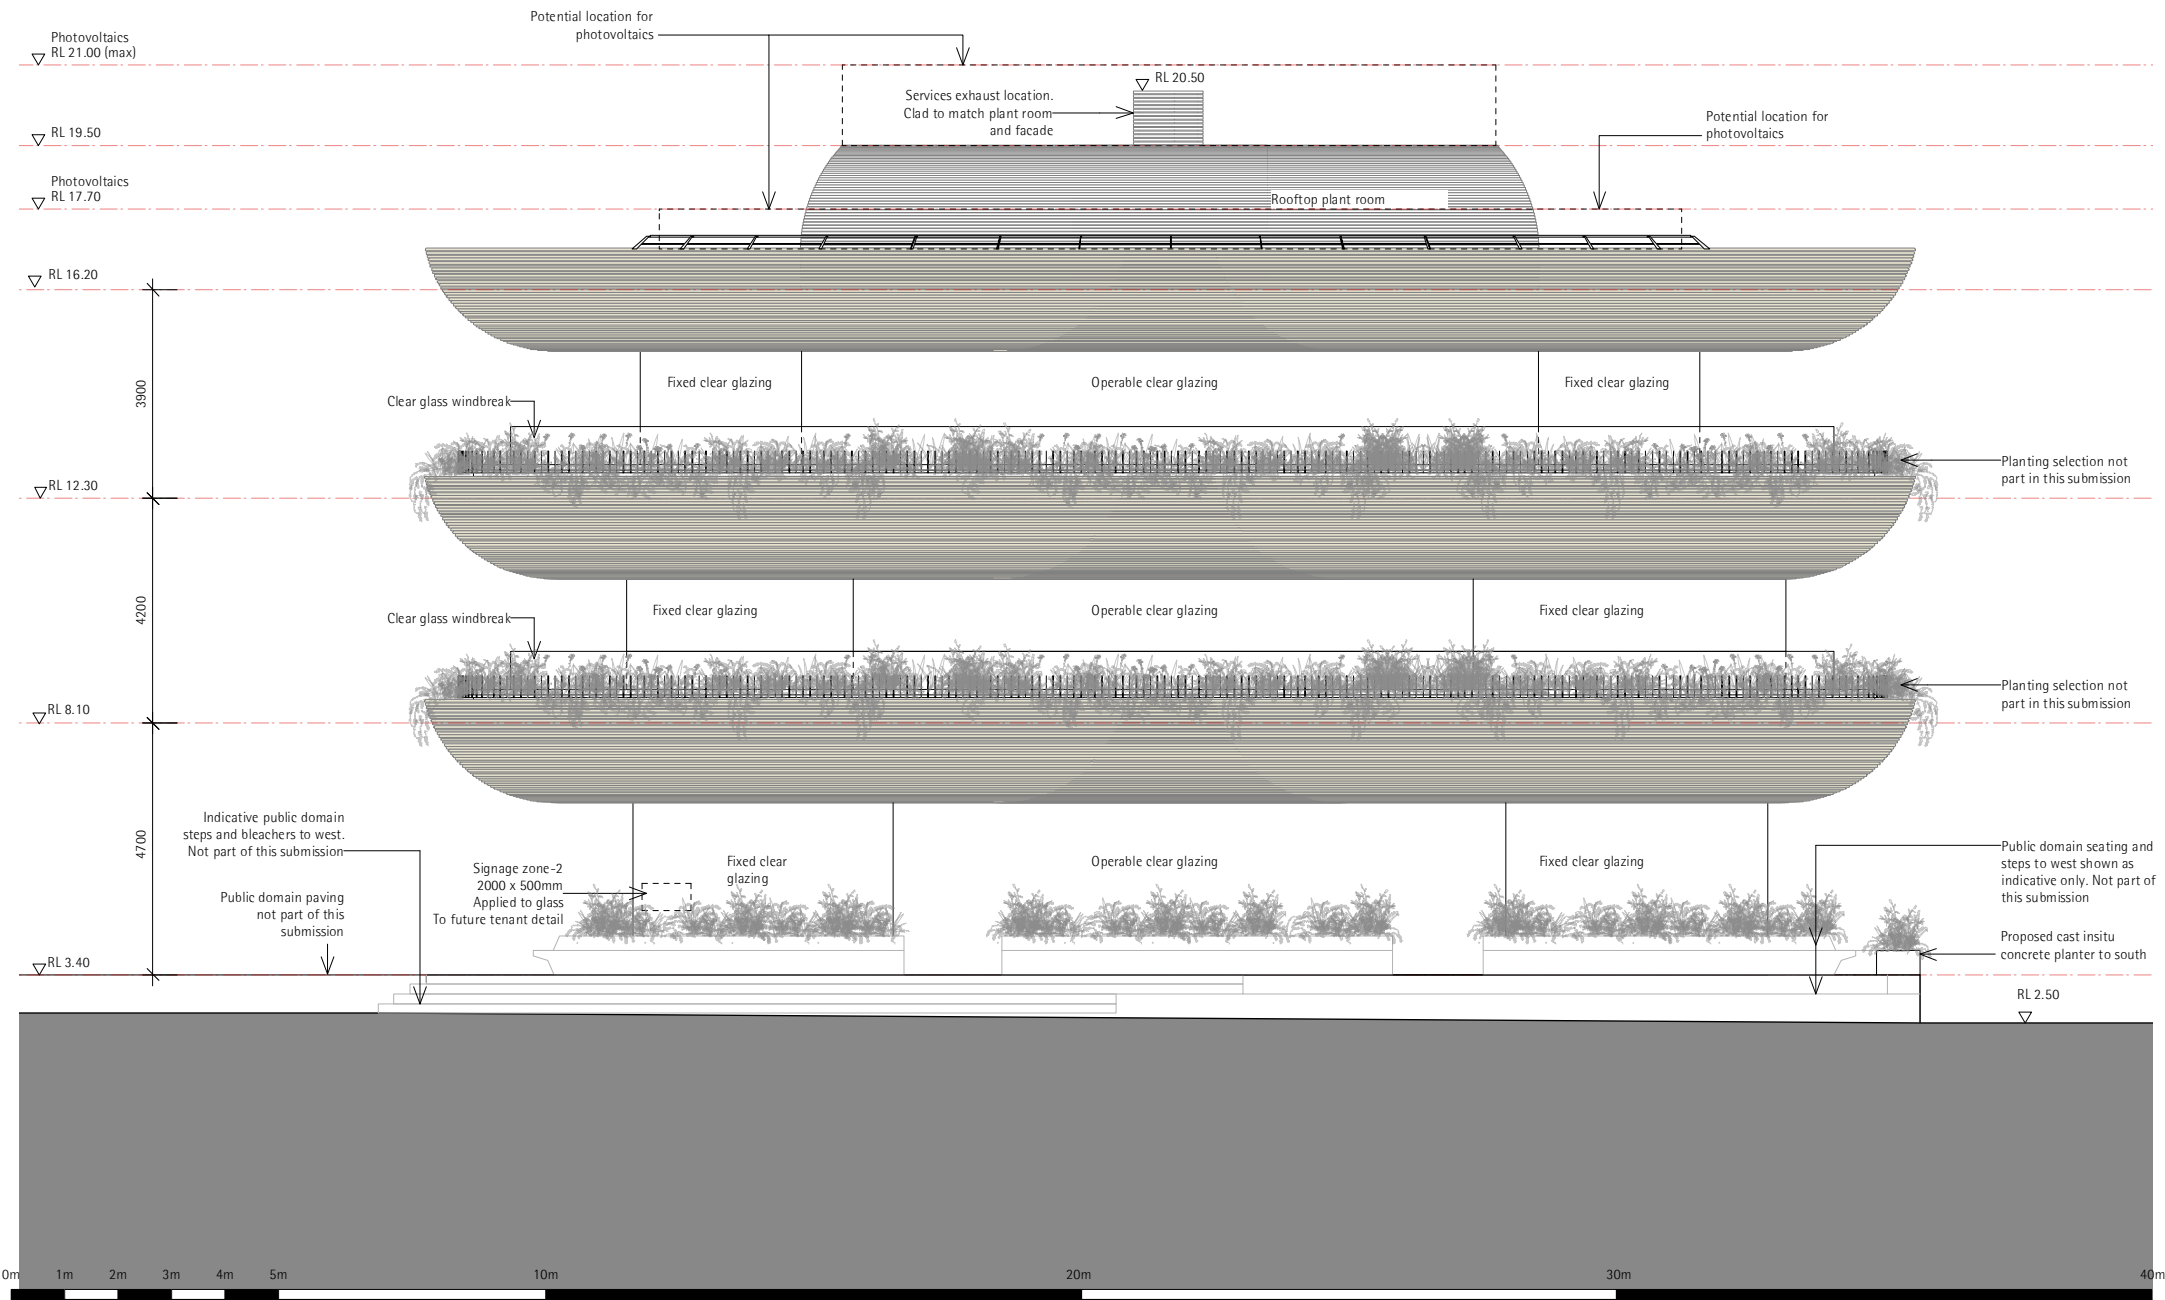 Potential location for
photovoltaics
Photovoltaics
RL 21.00 (max)
RL 20.50
Services exhaust location.
Clad to match plant room
and facade
Potential location for
photovoltaics
RL 19.50
Photovoltaics
RL 17.70
Rooftop plant room
RL 16.20
3900
Fixed clear glazing
Operable clear glazing
Fixed clear glazing
Clear glass windbreak
Planting selection not
part in this submission
RL 12.30
4200
Fixed clear glazing
Operable clear glazing
Fixed clear glazing
Clear glass windbreak
Planting selection not
part in this submission
RL 8.10
4700
Indicative public domain
steps and bleachers to west.
Not part of this submission
Public domain paving
not part of this
submission
Signage zone-2
2000 x 500mm
Applied to glass
To future tenant detail
Fixed clear
glazing
Operable clear glazing
Fixed clear glazing
Public domain seating and
steps to west shown as
indicative only. Not part of
this submission
Proposed cast insitu
concrete planter to south
RL 3.40
RL 2.50
0m 1m 2m 3m 4m 5m 10m 20m 30m 40m